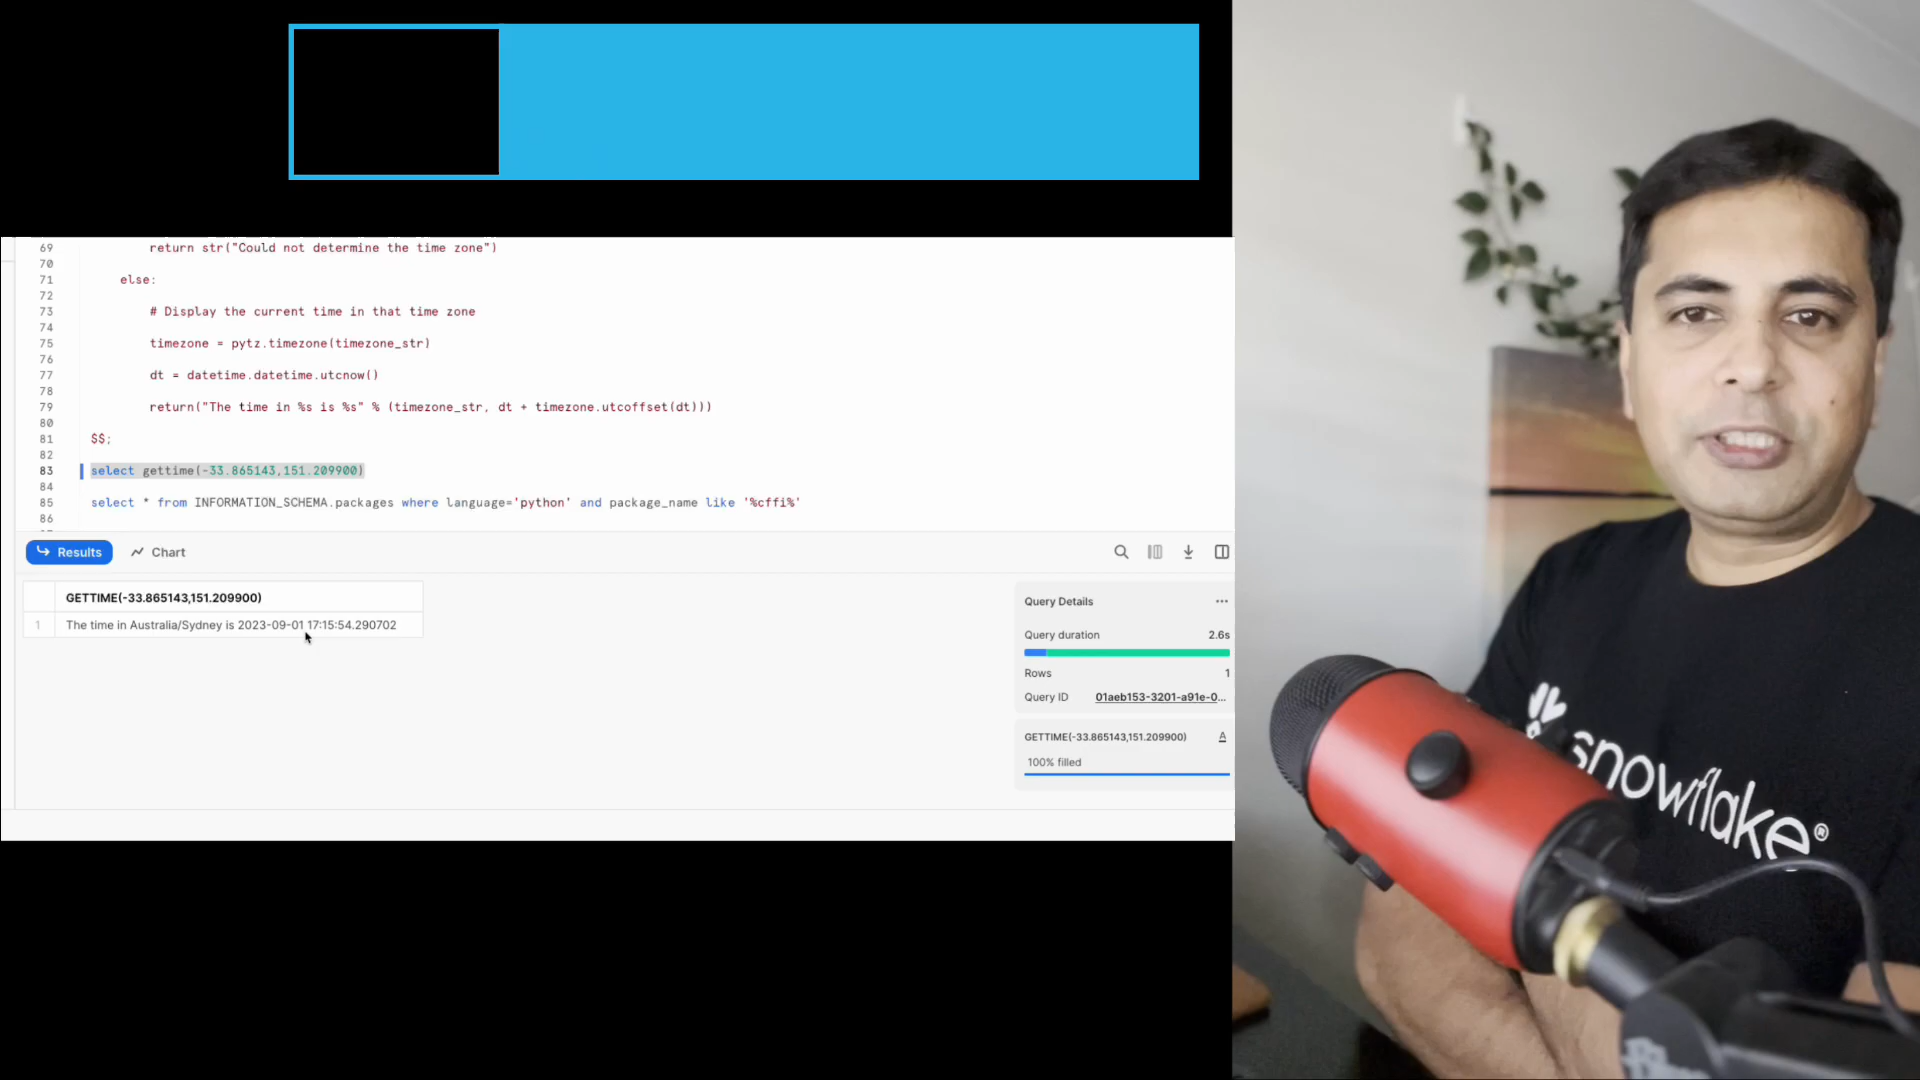 69 return str("Could not determine the time zone")
70
71 else:
72
73 # Display the current time in that time zone
74
75 timezone = pytz.timezone(timezone_str)
76
77 dt = datetime.datetime.utcnow()
78
79 return("The time in %s is %s" % (timezone_str, dt + timezone.utcoffset(dt)))
80
81 $$;
82
83 select gettime(-33.865143,151.209900)
84
85 select * from INFORMATION_SCHEMA.packages where language='python' and package_name like '%cffi%'
86
Results Chart
GETTIME(-33.865143,151.209900)
1 The time in Australia/Sydney is 2023-09-01 17:15:54.290702
Query Details ...
Query duration 2.6s
Rows 1
Query ID 01aeb153-3201-a91e-0...
GETTIME(-33.865143,151.209900) A
100% filled
snowflake®